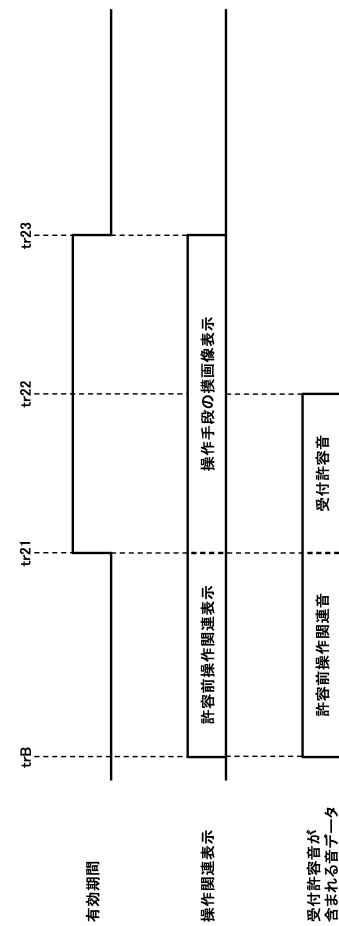 trB
tr21
tr22
tr23
有効期間
操作関連表示
許容前操作関連表示
操作手段の摸画像表示
受付許容音が
含まれる音データ
許容前操作関連音
受付許容音